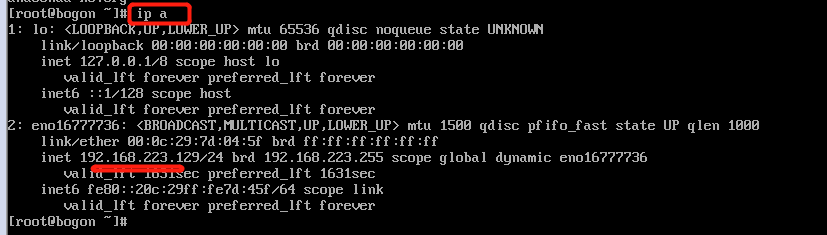 [root@bogon ~]# ip a
1: lo: <LOOPBACK,UP,LOWER_UP> mtu 65536 qdisc noqueue state UNKNOWN
link/loopback 00:00:00:00:00:00 brd 00:00:00:00:00:00
inet 127.0.0.1/8 scope host lo
valid_lft forever preferred_lft forever
inet6 ::1/128 scope host
valid_lft forever preferred_lft forever
2: eno16777736: <BROADCAST,MULTICAST,UP,LOWER_UP> mtu 1500 qdisc pfifo_fast state UP qlen 1000
link/ether 00:0c:29:7d:04:5f brd ff:ff:ff:ff:ff:ff
inet 192.168.223.129/24 brd 192.168.223.255 scope global dynamic eno16777736
valid_lft 1631sec preferred_lft 1631sec
inet6 fe80::20c:29ff:fe7d:45f/64 scope link
valid_lft forever preferred_lft forever
[root@bogon ~]#